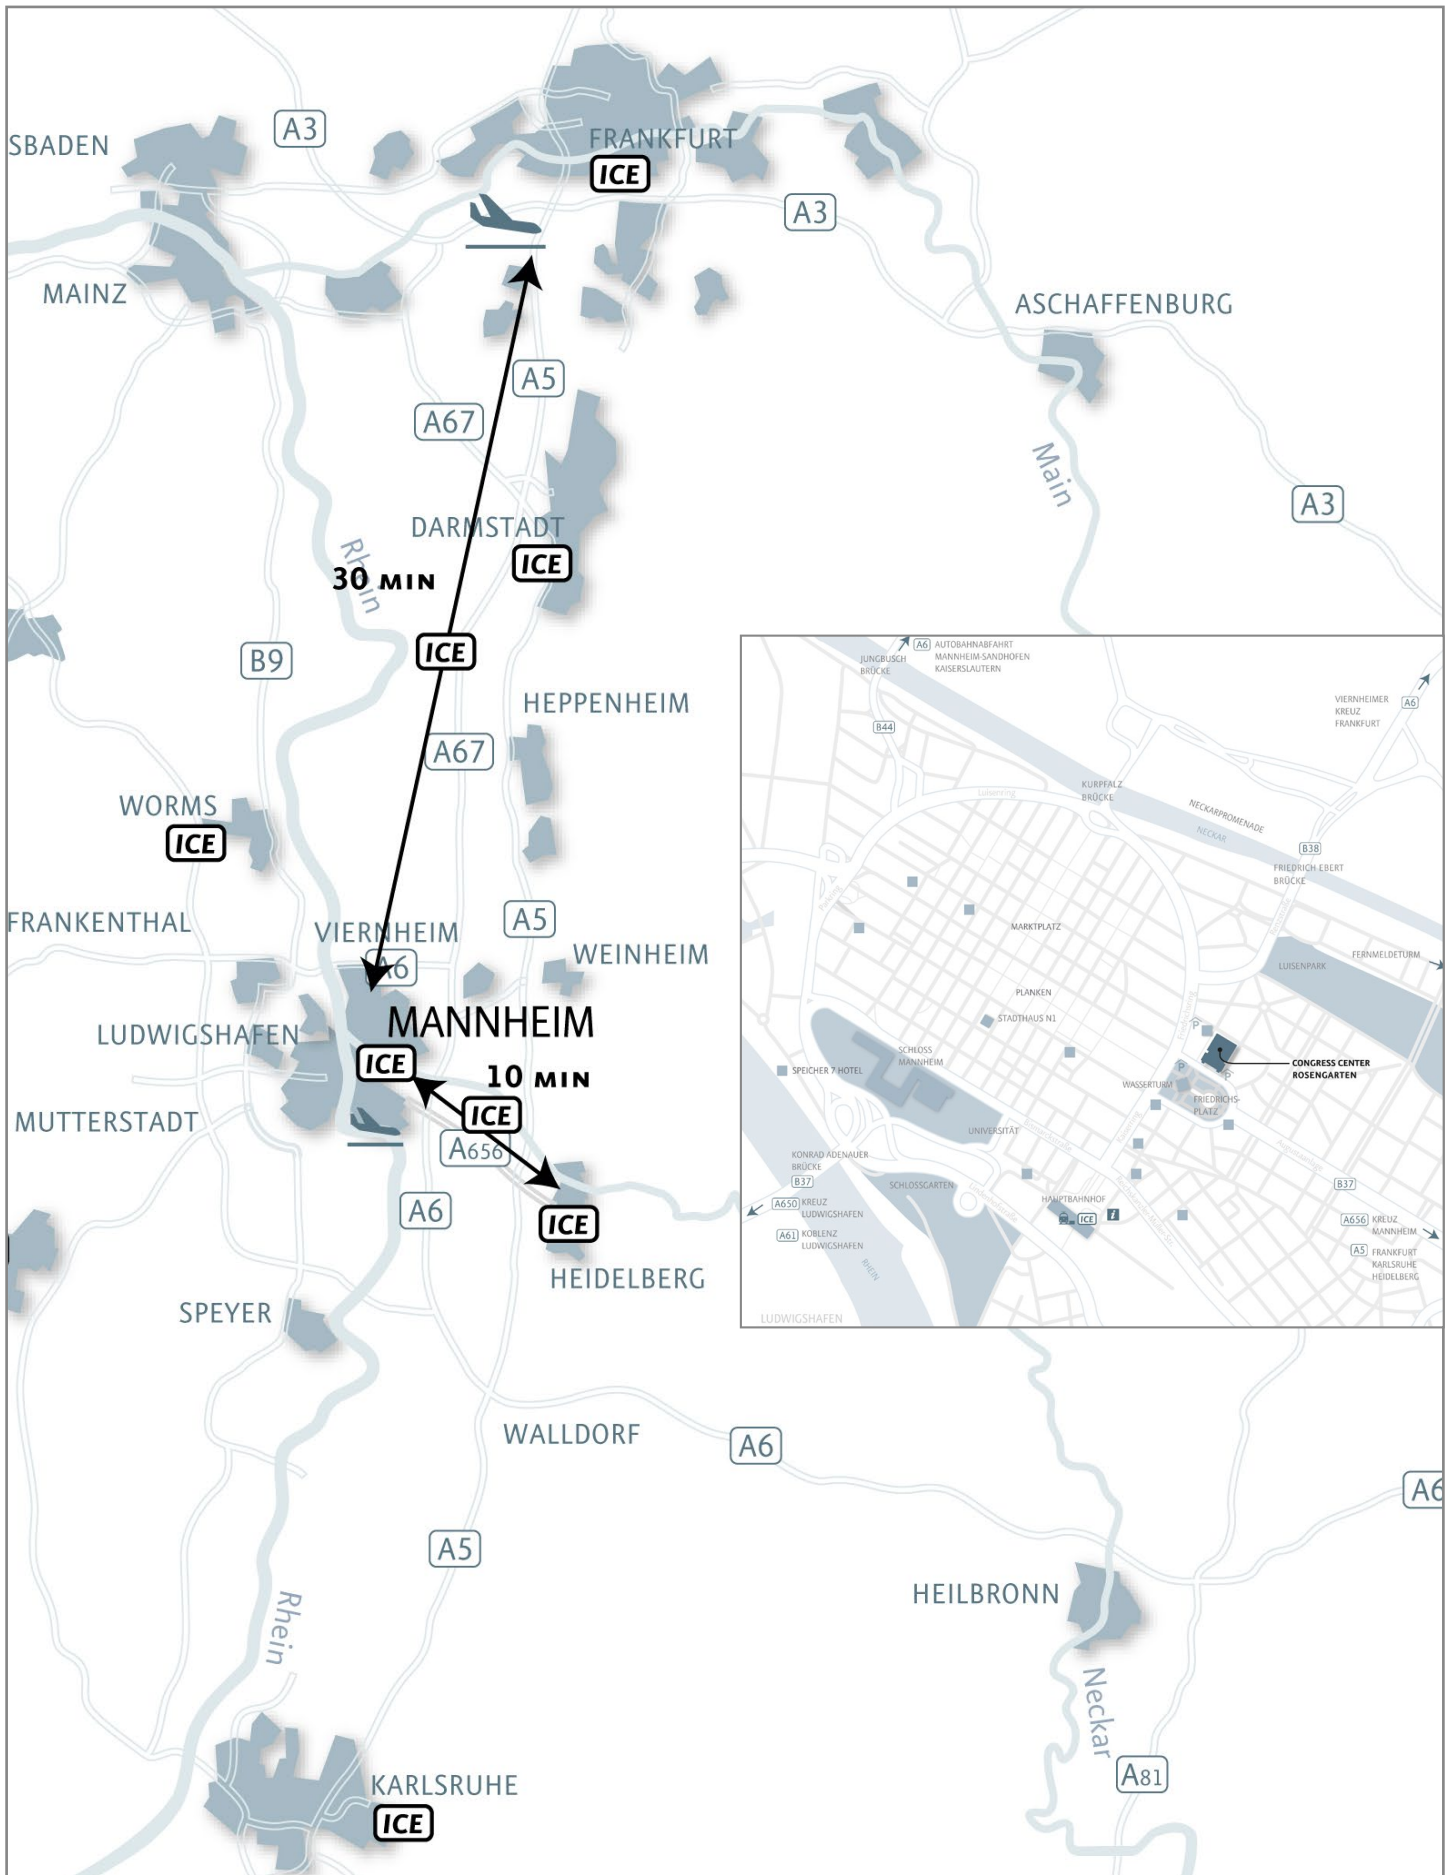 SBADEN
A3
FRANKFURT
ICE
A3
MAINZ
ASCHAFFENBURG
A5
A67
Main
A3
DARMSTADT
ICE
Rhein
30 MIN
ICE
B9
HEPPENHEIM
A67
WORMS
ICE
FRANKENTHAL
VIERNHEIM
A5
A6
WEINHEIM
MANNHEIM
LUDWIGSHAFEN
ICE
10 MIN
ICE
MUTTERSTADT
A656
A6
ICE
HEIDELBERG
SPEYER
WALLDORF
A6
A6
A5
HEILBRONN
Rhein
Neckar
A81
KARLSRUHE
ICE
JUNGBUSCH
BRÜCKE
A6 AUTOBAHNABFAHRT
MANNHEIM-SANDHOFEN
KAISERSLAUTERN
VIERNHEIMER
KREUZ
FRANKFURT
A6
B44
KURPFALZ
BRÜCKE
Luisenring
NECKARPROMENADE
NECKAR
B38
FRIEDRICH EBERT
BRÜCKE
MARKTPLATZ
FERNMELDETURM
LUISENPARK
PLANKEN
STADTHAUS N1
P
SCHLOSS
MANNHEIM
SPEICHER 7 HOTEL
CONGRESS CENTER
ROSENGARTEN
P
P
WASSERTURM
FRIEDRICHS-
PLATZ
UNIVERSITÄT
KONRAD ADENAUER
BRÜCKE
B37
SCHLOSSGARTEN
B37
A650 KREUZ
LUDWIGSHAFEN
HAUPTBAHNHOF
ICE
i
A61 KOBLENZ
LUDWIGSHAFEN
A656 KREUZ
MANNHEIM
A5 FRANKFURT
KARLSRUHE
HEIDELBERG
RHEIN
LUDWIGSHAFEN